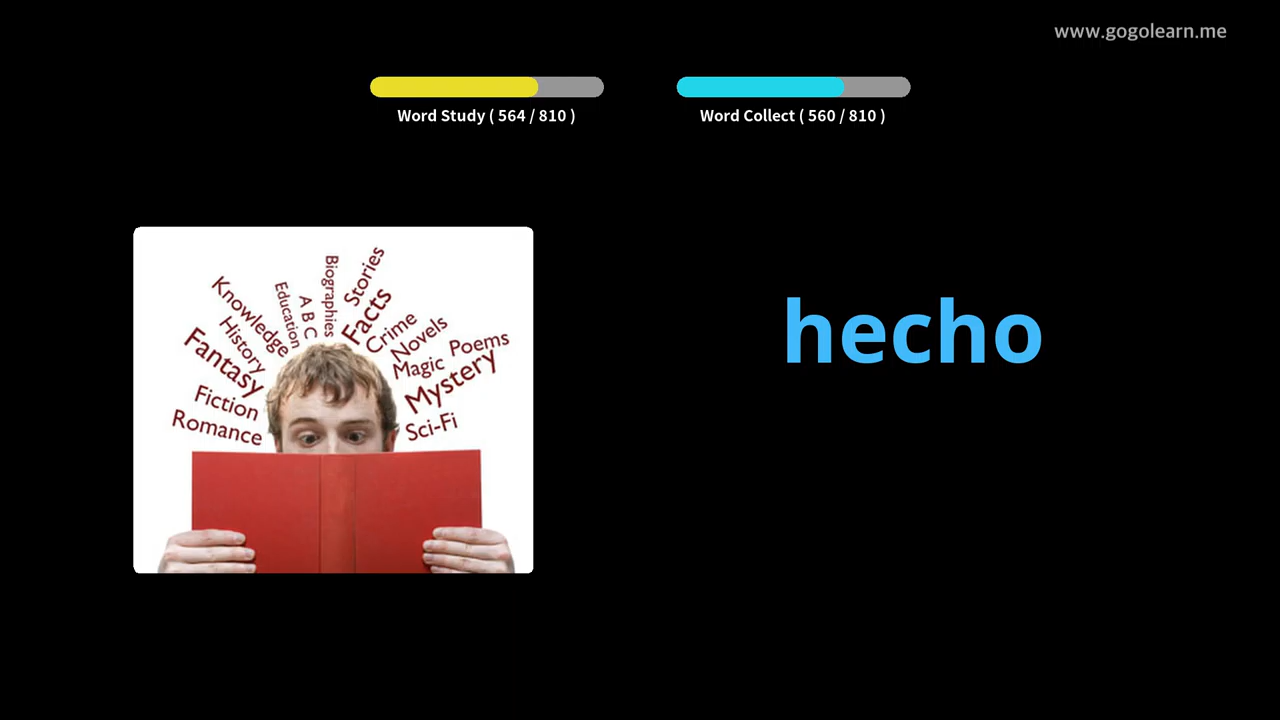 www.gogolearn.me
Word Study ( 564 / 810 )
Word Collect ( 560 / 810 )
Biographies
Stories
Education
A B C
Facts
Knowledge
Crime
History
Novels
Fantasy
Magic
Poems
Mystery
Fiction
Romance
Sci-Fi
hecho